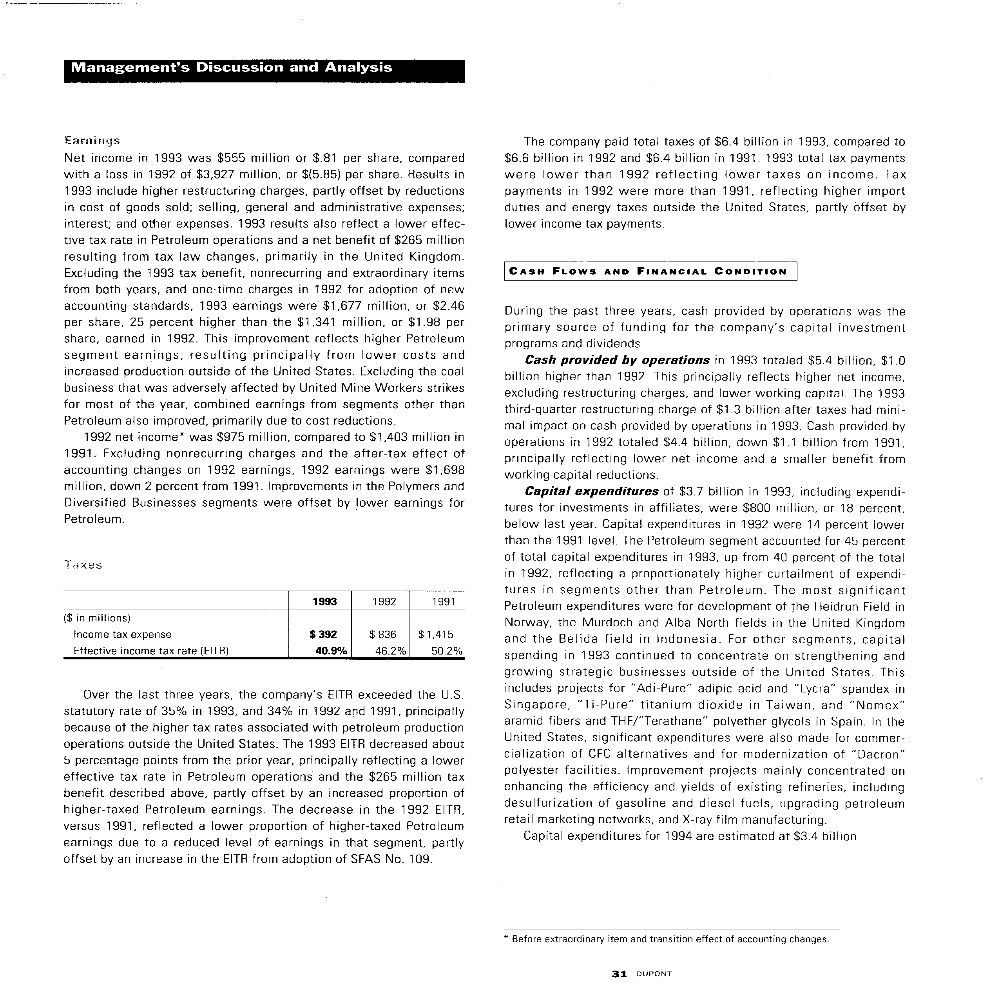 Management's Discussion and Analysis
Earnings
Net income in 1993 was $555 million or $.81 per share, compared
with a loss in 1992 of $3,927 million, or $(5.85) per share. Results in
1993 include higher restructuring charges, partly offset by reductions
in cost of goods sold; selling, general and administrative expenses;
interest; and other expenses. 1993 results also reflect a lower effec-
tive tax rate in Petroleum operations and a net benefit of $265 million
resulting from tax law changes, primarily in the United Kingdom.
Excluding the 1993 tax benefit, nonrecurring and extraordinary items
from both years, and one-time charges in 1992 for adoption of new
accounting standards, 1993 earnings were $1,677 million, or $2.46
per share, 25 percent higher than the $1,341 million, or $1.98 per
share, earned in 1992. This improvement reflects higher Petroleum
segment earnings, resulting principally from lower costs and
increased production outside of the United States. Excluding the coal
business that was adversely affected by United Mine Workers strikes
for most of the year, combined earnings from segments other than
Petroleum also improved, primarily due to cost reductions.
1992 net income* was $975 million, compared to $1,403 million in
1991. Excluding nonrecurring charges and the after-tax effect of
accounting changes on 1992 earnings, 1992 earnings were $1,698
million, down 2 percent from 1991. Improvements in the Polymers and
Diversified Businesses segments were offset by lower earnings for
Petroleum.
Taxes
1993 1992 1991
($ in millions)
Income tax expense $ 392 $ 836 $ 1,415
Effective income tax rate (EITR) 40.9% 46.2% 50.2%
Over the last three years, the company's EITR exceeded the U.S.
statutory rate of 35% in 1993, and 34% in 1992 and 1991, principally
because of the higher tax rates associated with petroleum production
operations outside the United States. The 1993 EITR decreased about
5 percentage points from the prior year, principally reflecting a lower
effective tax rate in Petroleum operations and the $265 million tax
benefit described above, partly offset by an increased proportion of
higher-taxed Petroleum earnings. The decrease in the 1992 EITR,
versus 1991, reflected a lower proportion of higher-taxed Petroleum
earnings due to a reduced level of earnings in that segment, partly
offset by an increase in the EITR from adoption of SFAS No. 109.
The company paid total taxes of $6.4 billion in 1993, compared to
$6.6 billion in 1992 and $6.4 billion in 1991. 1993 total tax payments
were lower than 1992 reflecting lower taxes on income. Tax
payments in 1992 were more than 1991, reflecting higher import
duties and energy taxes outside the United States, partly offset by
lower income tax payments.
CASH FLOWS AND FINANCIAL CONDITION
During the past three years, cash provided by operations was the
primary source of funding for the company's capital investment
programs and dividends
Cash provided by operations in 1993 totaled $5.4 billion, $1.0
billion higher than 1992. This principally reflects higher net income,
excluding restructuring charges, and lower working capital. The 1993
third-quarter restructuring charge of $1.3 billion after taxes had mini-
mal impact on cash provided by operations in 1993. Cash provided by
operations in 1992 totaled $4.4 billion, down $1.1 billion from 1991,
principally reflecting lower net income and a smaller benefit from
working capital reductions.
Capital expenditures of $3.7 billion in 1993, including expendi-
tures for investments in affiliates, were $800 million, or 18 percent,
below last year. Capital expenditures in 1992 were 14 percent lower
than the 1991 level. The Petroleum segment accounted for 45 percent
of total capital expenditures in 1993, up from 40 percent of the total
in 1992, reflecting a proportionately higher curtailment of expendi-
tures in segments other than Petroleum. The most significant
Petroleum expenditures were for development of the Heidrun Field in
Norway, the Murdoch and Alba North fields in the United Kingdom
and the Belida field in Indonesia. For other segments, capital
spending in 1993 continued to concentrate on strengthening and
growing strategic businesses outside of the United States. This
includes projects for "Adi-Pure" adipic acid and "Lycra" spandex in
Singapore, "Ti-Pure" titanium dioxide in Taiwan, and "Nomex"
aramid fibers and THF/"Terathane" polyether glycols in Spain. In the
United States, significant expenditures were also made for commer-
cialization of CFC alternatives and for modernization of "Dacron"
polyester facilities. Improvement projects mainly concentrated on
enhancing the efficiency and yields of existing refineries, including
desulfurization of gasoline and diesel fuels, upgrading petroleum
retail marketing networks, and X-ray film manufacturing.
Capital expenditures for 1994 are estimated at $3.4 billion
* Before extraordinary item and transition effect of accounting changes.
31 DUPONT